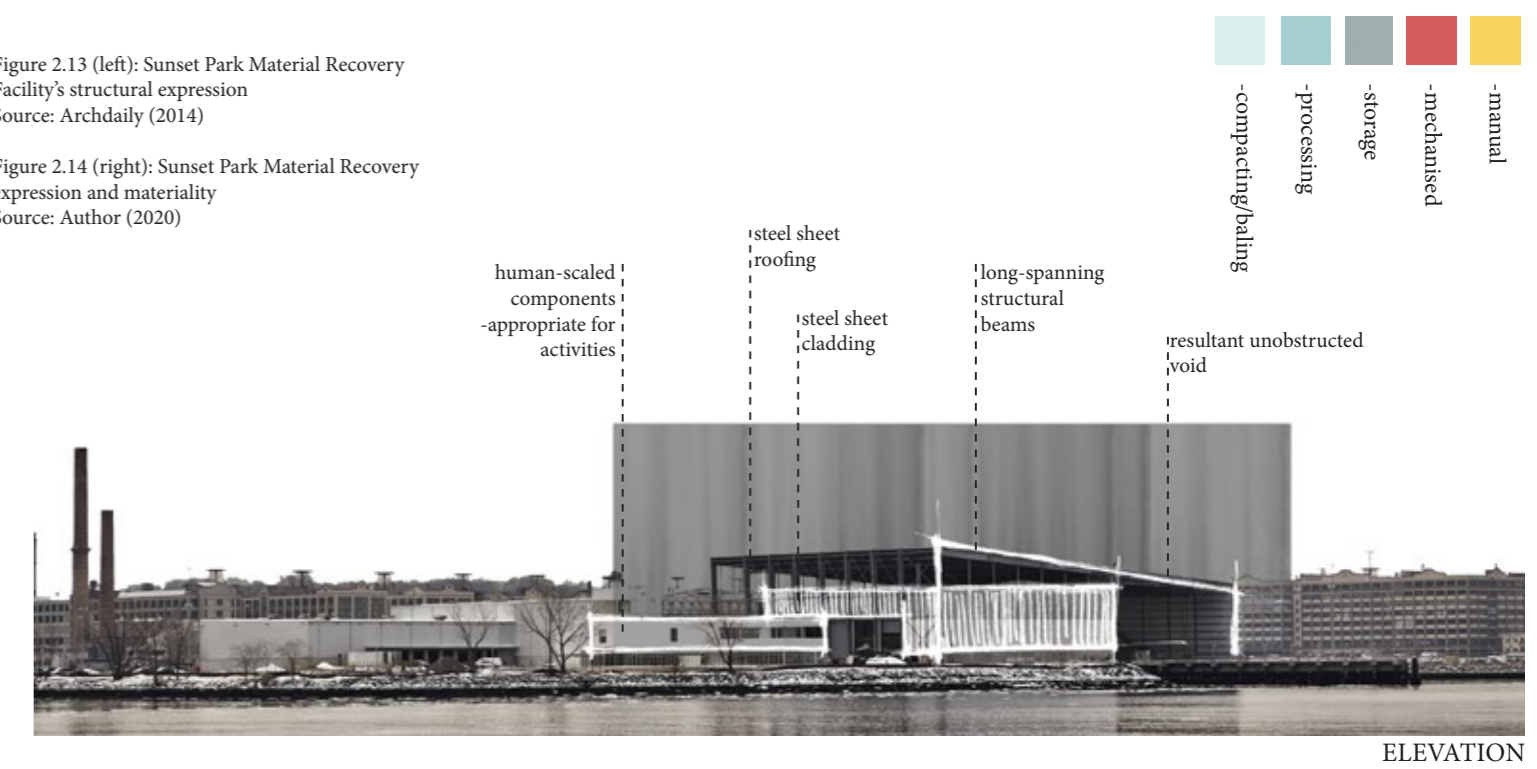 Figure 2.13 (left): Sunset Park Material Recovery
Facility's structural expression
Source: Archdaily (2014)
Figure 2.14 (right): Sunset Park Material Recovery
expression and materiality
Source: Author (2020)
-compacting/baling
-processing
-storage
-mechanised
-manual
human-scaled
components
-appropriate for
activities
steel sheet
roofing
steel sheet
cladding
long-spanning
structural
beams
resultant unobstructed
void
ELEVATION